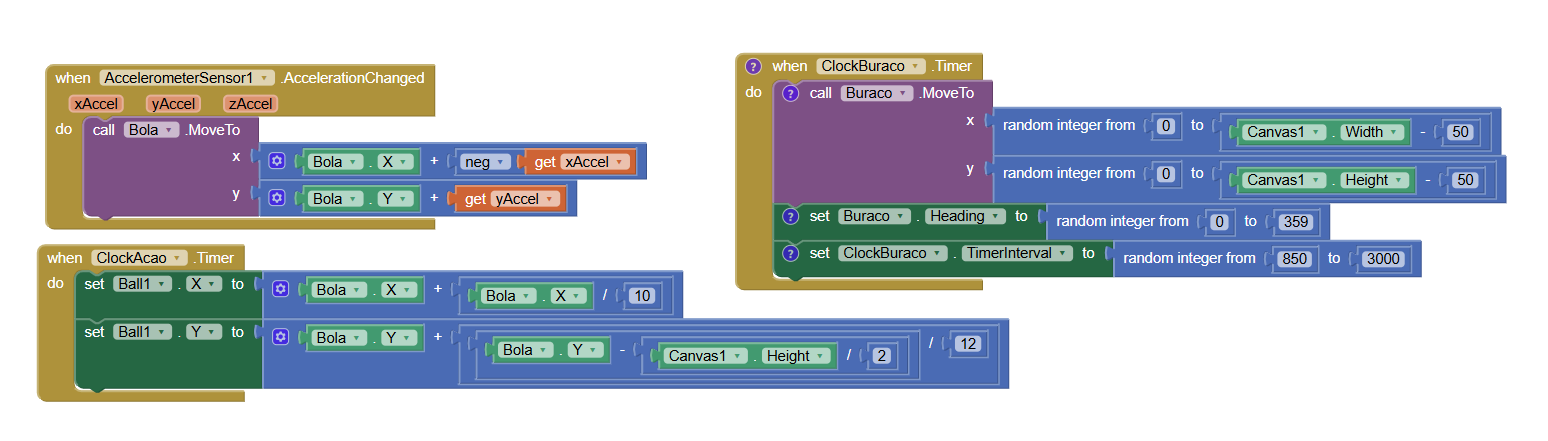 when AccelerometerSensor1 .AccelerationChanged
xAccel yAccel zAccel
do call Bola .MoveTo
x Bola . X + neg get xAccel
y Bola . Y + get yAccel
when ClockAcao .Timer
do set Ball1 . X to Bola . X + Bola . X / 10
set Ball1 . Y to Bola . Y + Bola . Y - Canvas1 . Height / 2 / 12
? when ClockBuraco .Timer
do ? call Buraco .MoveTo
x random integer from 0 to Canvas1 . Width - 50
y random integer from 0 to Canvas1 . Height - 50
? set Buraco . Heading to random integer from 0 to 359
? set ClockBuraco . TimerInterval to random integer from 850 to 3000